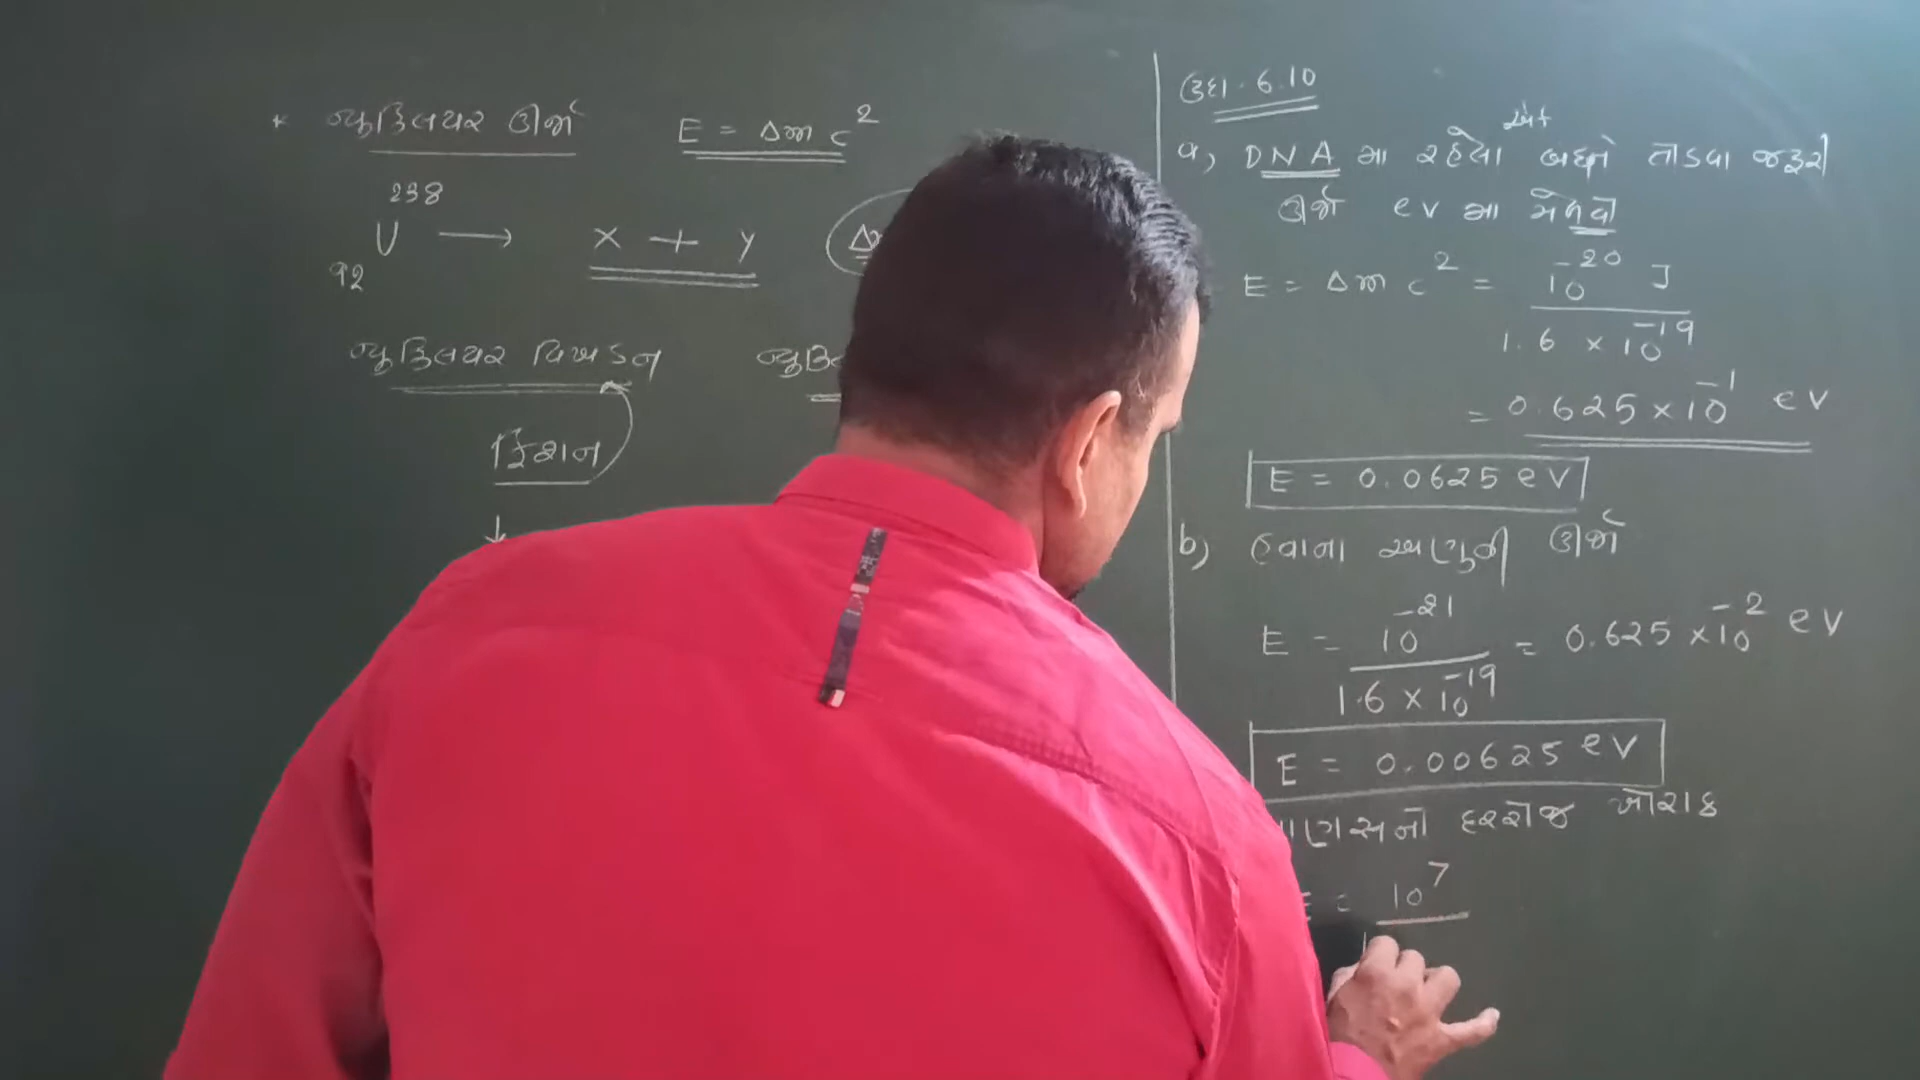 * ન્યુક્લિયર ઊર્જા E = Δm c²
₉₂U²³⁸ → x + y
ન્યુક્લિયર વિખંડન
ફિશન
↓
ઉદા. 6.10
a) DNA મા રહેલા બંધને તોડવા જરૂરી
ઊર્જા eV મા મેળવો
E = Δm c² = 10⁻²⁰ J / 1.6 × 10⁻¹⁹
= 0.625 × 10⁻¹ eV
E = 0.0625 eV
b) હવાના અણુની ઊર્જા
E = 10⁻²¹ / 1.6 × 10⁻¹⁹ = 0.625 × 10⁻² eV
E = 0.00625 eV
દરરોજ ખોરાક
E = 10⁷